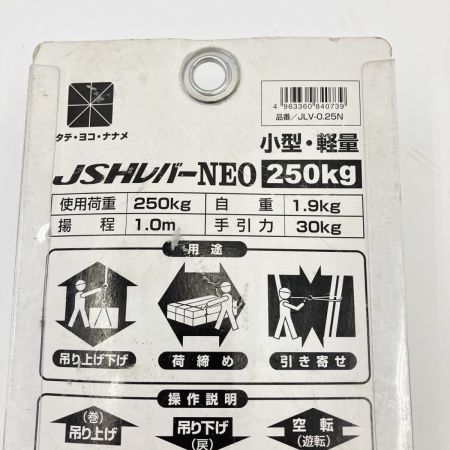 4 963360 840739
品番/JLV-0.25N
タテ・ヨコ・ナナメ
小型・軽量
JSHレバーNEO 250kg
使用荷重 250kg 自重 1.9kg
揚程 1.0m 手引力 30kg
用途
吊り上げ下げ 荷締め 引き寄せ
操作説明
(巻) 吊り下げ 空転
吊り上げ (戻) (遊転)